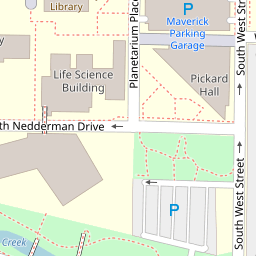 Library
P
Maverick
Parking
Garage
Planetarium Place
South West Street
Life Science
Building
Pickard
Hall
th Nedderman Drive
P
South West Street
Creek